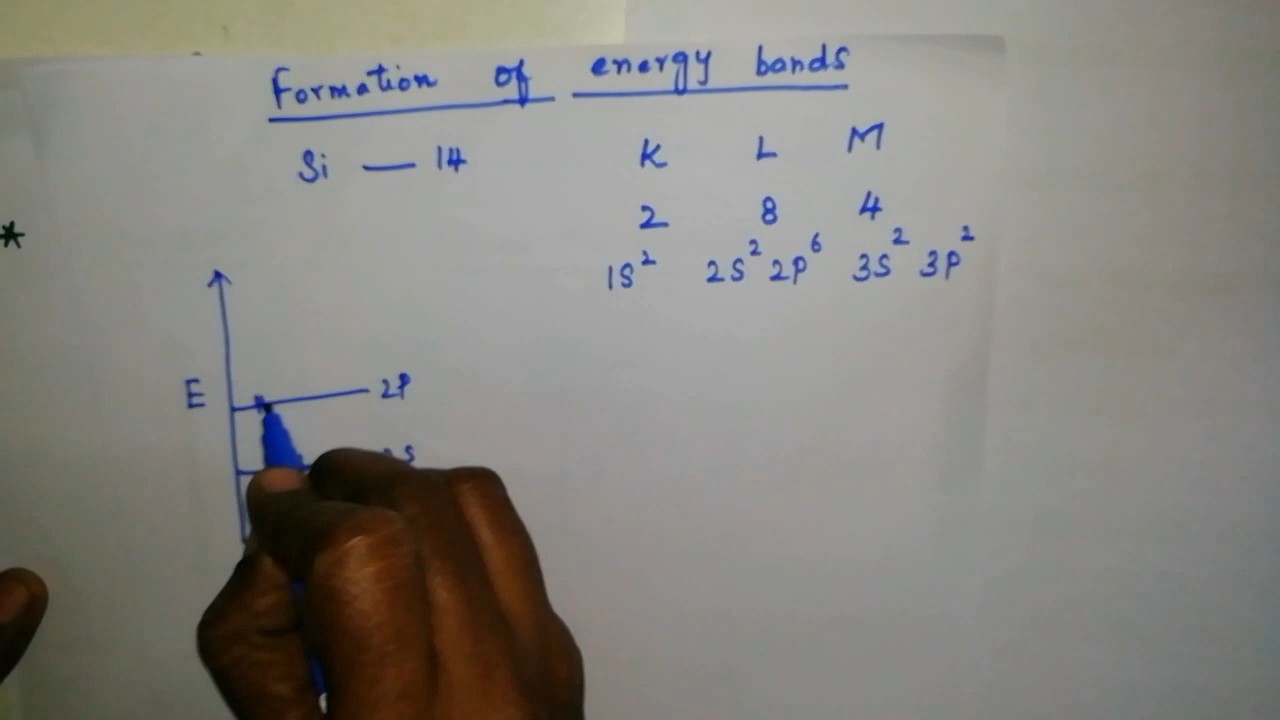 Formation of energy bands
Si — 14 K L M
2 8 4
1S² 2S² 2P⁶ 3S² 3P²
E 2P
S